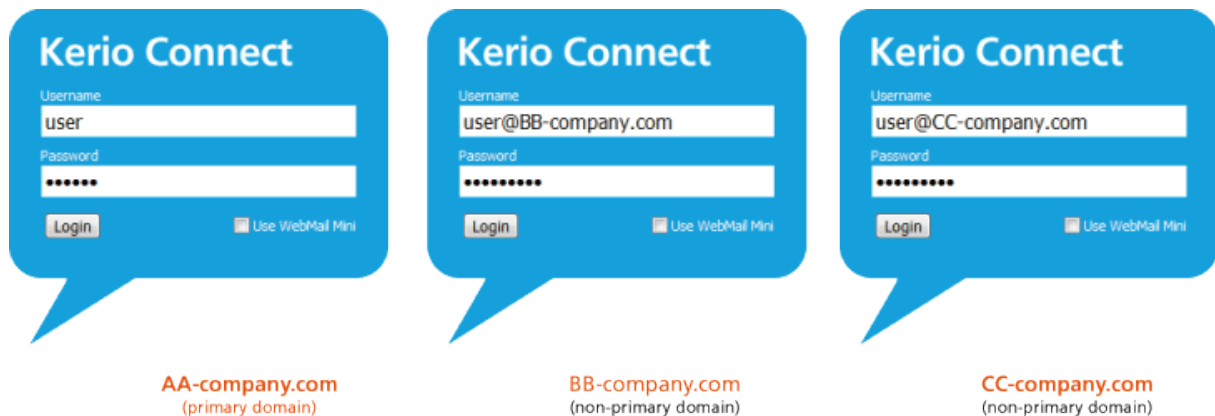 Kerio Connect
Username
user
Password
••••••
Login
Use WebMail Mini
AA-company.com
(primary domain)
Kerio Connect
Username
user@BB-company.com
Password
•••••••••
Login
Use WebMail Mini
BB-company.com
(non-primary domain)
Kerio Connect
Username
user@CC-company.com
Password
•••••••••
Login
Use WebMail Mini
CC-company.com
(non-primary domain)